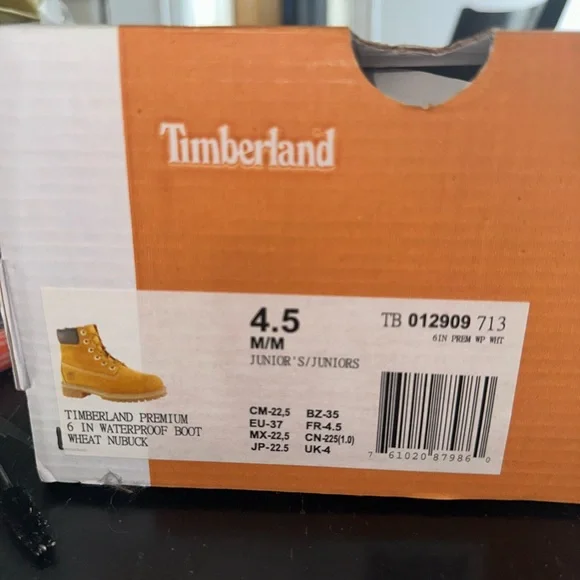 Timberland
4.5
M/M
JUNIOR'S/JUNIORS
TB 012909 713
6IN PREM WP WHT
TIMBERLAND PREMIUM
6 IN WATERPROOF BOOT
WHEAT NUBUCK
CM-22,5 BZ-35
EU-37 FR-4.5
MX-22,5 CN-225(1.0)
JP-22.5 UK-4
7 61020 87986 0